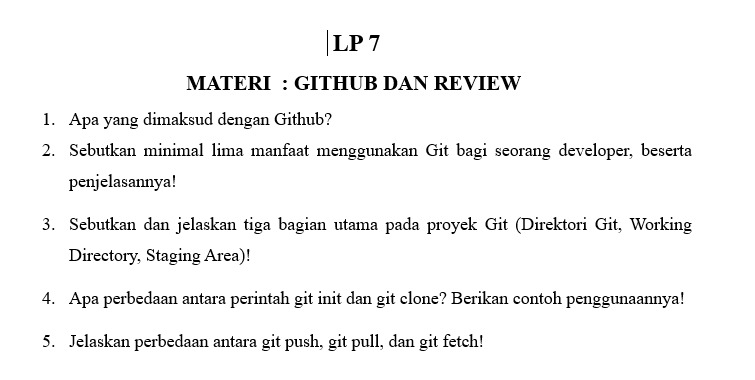 LP 7
MATERI : GITHUB DAN REVIEW
1. Apa yang dimaksud dengan Github?
2. Sebutkan minimal lima manfaat menggunakan Git bagi seorang developer, beserta
penjelasannya!
3. Sebutkan dan jelaskan tiga bagian utama pada proyek Git (Direktori Git, Working
Directory, Staging Area)!
4. Apa perbedaan antara perintah git init dan git clone? Berikan contoh penggunaannya!
5. Jelaskan perbedaan antara git push, git pull, dan git fetch!